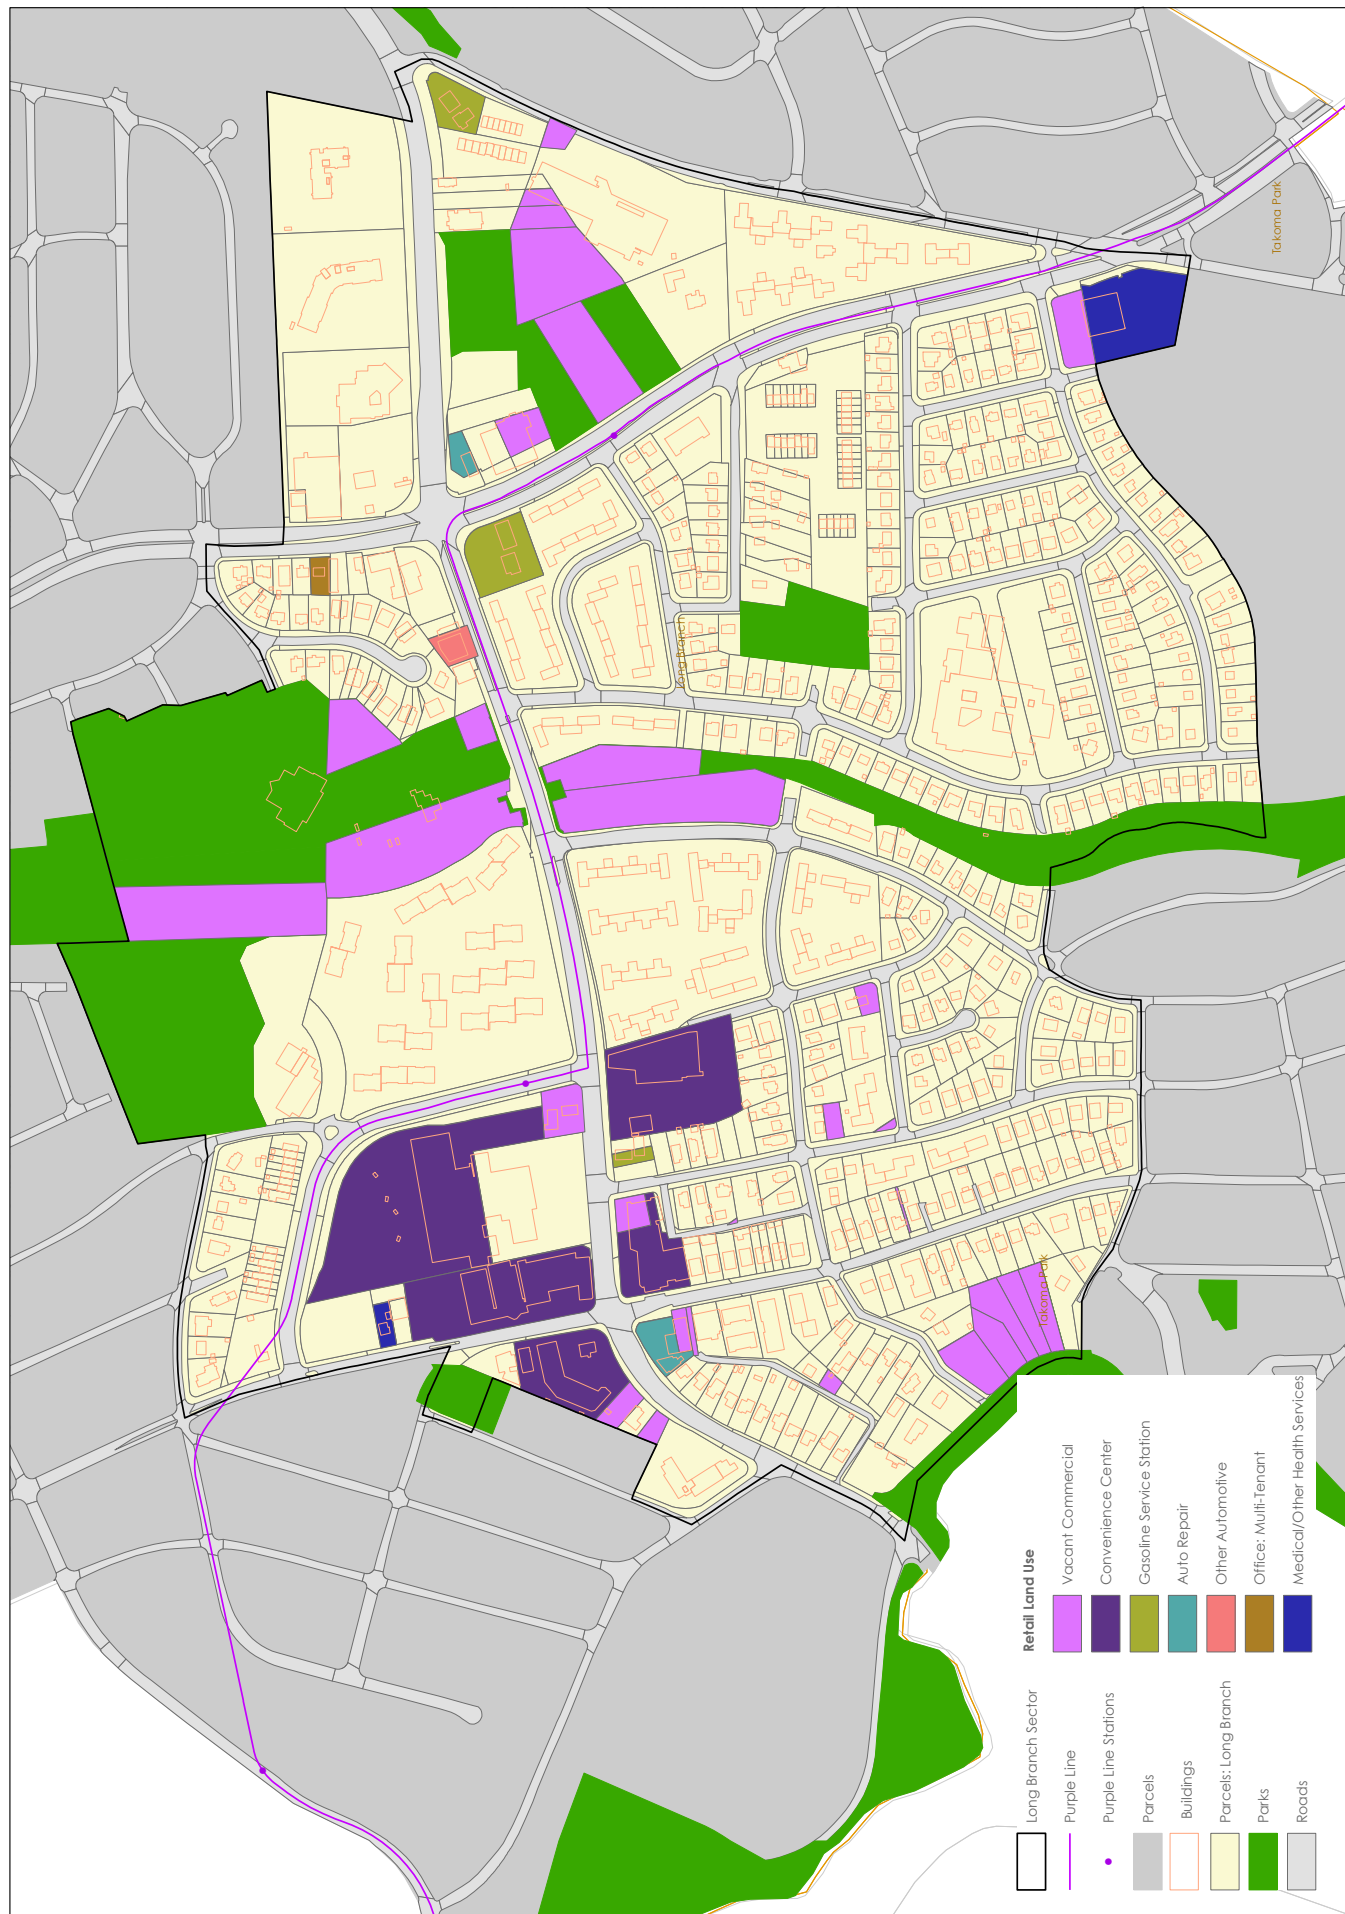 Takoma Park
Long Branch
Takoma Park
Long Branch Sector
Purple Line
Purple Line Stations
Parcels
Buildings
Parcels: Long Branch
Parks
Roads
Retail Land Use
Vacant Commercial
Convenience Center
Gasoline Service Station
Auto Repair
Other Automotive
Office: Multi-Tenant
Medical/Other Health Services